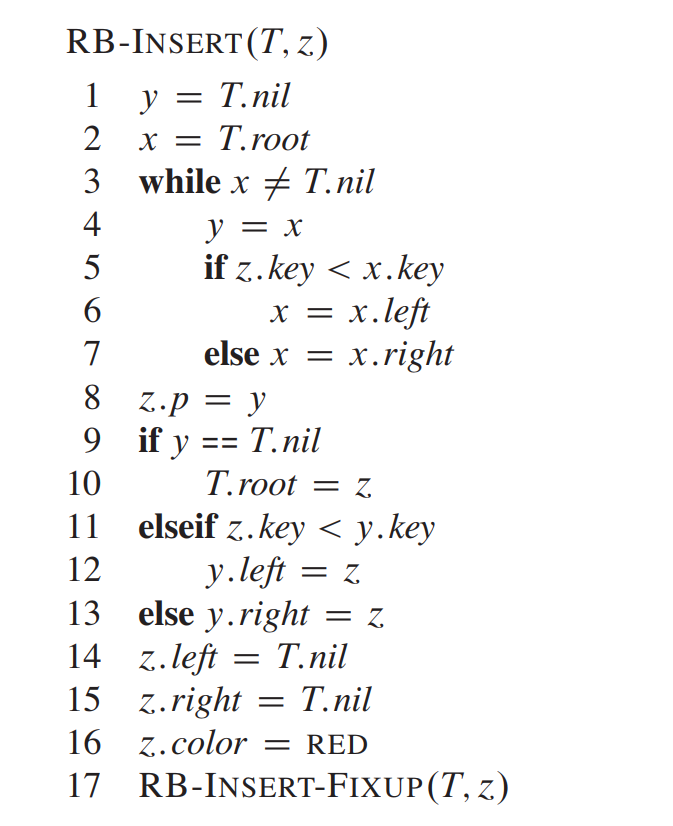 RB-INSERT(T, z)
1 y = T.nil
2 x = T.root
3 while x ≠ T.nil
4 y = x
5 if z.key < x.key
6 x = x.left
7 else x = x.right
8 z.p = y
9 if y == T.nil
10 T.root = z
11 elseif z.key < y.key
12 y.left = z
13 else y.right = z
14 z.left = T.nil
15 z.right = T.nil
16 z.color = RED
17 RB-INSERT-FIXUP(T, z)